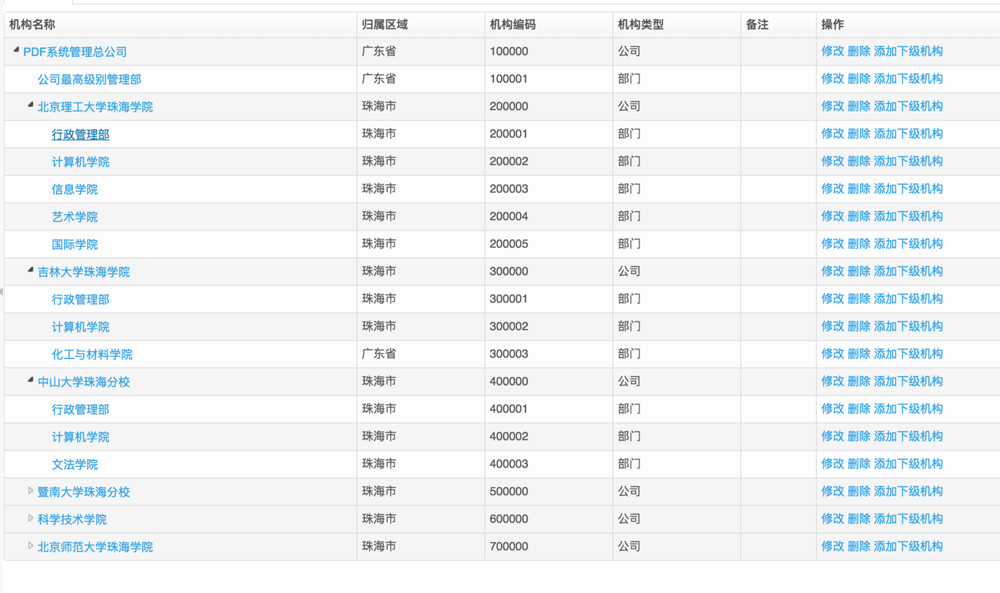 机构名称 归属区域 机构编码 机构类型 备注 操作
PDF系统管理总公司 广东省 100000 公司 修改 删除 添加下级机构
公司最高级别管理部 广东省 100001 部门 修改 删除 添加下级机构
北京理工大学珠海学院 珠海市 200000 公司 修改 删除 添加下级机构
行政管理部 珠海市 200001 部门 修改 删除 添加下级机构
计算机学院 珠海市 200002 部门 修改 删除 添加下级机构
信息学院 珠海市 200003 部门 修改 删除 添加下级机构
艺术学院 珠海市 200004 部门 修改 删除 添加下级机构
国际学院 珠海市 200005 部门 修改 删除 添加下级机构
吉林大学珠海学院 珠海市 300000 公司 修改 删除 添加下级机构
行政管理部 珠海市 300001 部门 修改 删除 添加下级机构
计算机学院 珠海市 300002 部门 修改 删除 添加下级机构
化工与材料学院 广东省 300003 部门 修改 删除 添加下级机构
中山大学珠海分校 珠海市 400000 公司 修改 删除 添加下级机构
行政管理部 珠海市 400001 部门 修改 删除 添加下级机构
计算机学院 珠海市 400002 部门 修改 删除 添加下级机构
文法学院 珠海市 400003 部门 修改 删除 添加下级机构
暨南大学珠海分校 珠海市 500000 公司 修改 删除 添加下级机构
科学技术学院 珠海市 600000 公司 修改 删除 添加下级机构
北京师范大学珠海学院 珠海市 700000 公司 修改 删除 添加下级机构